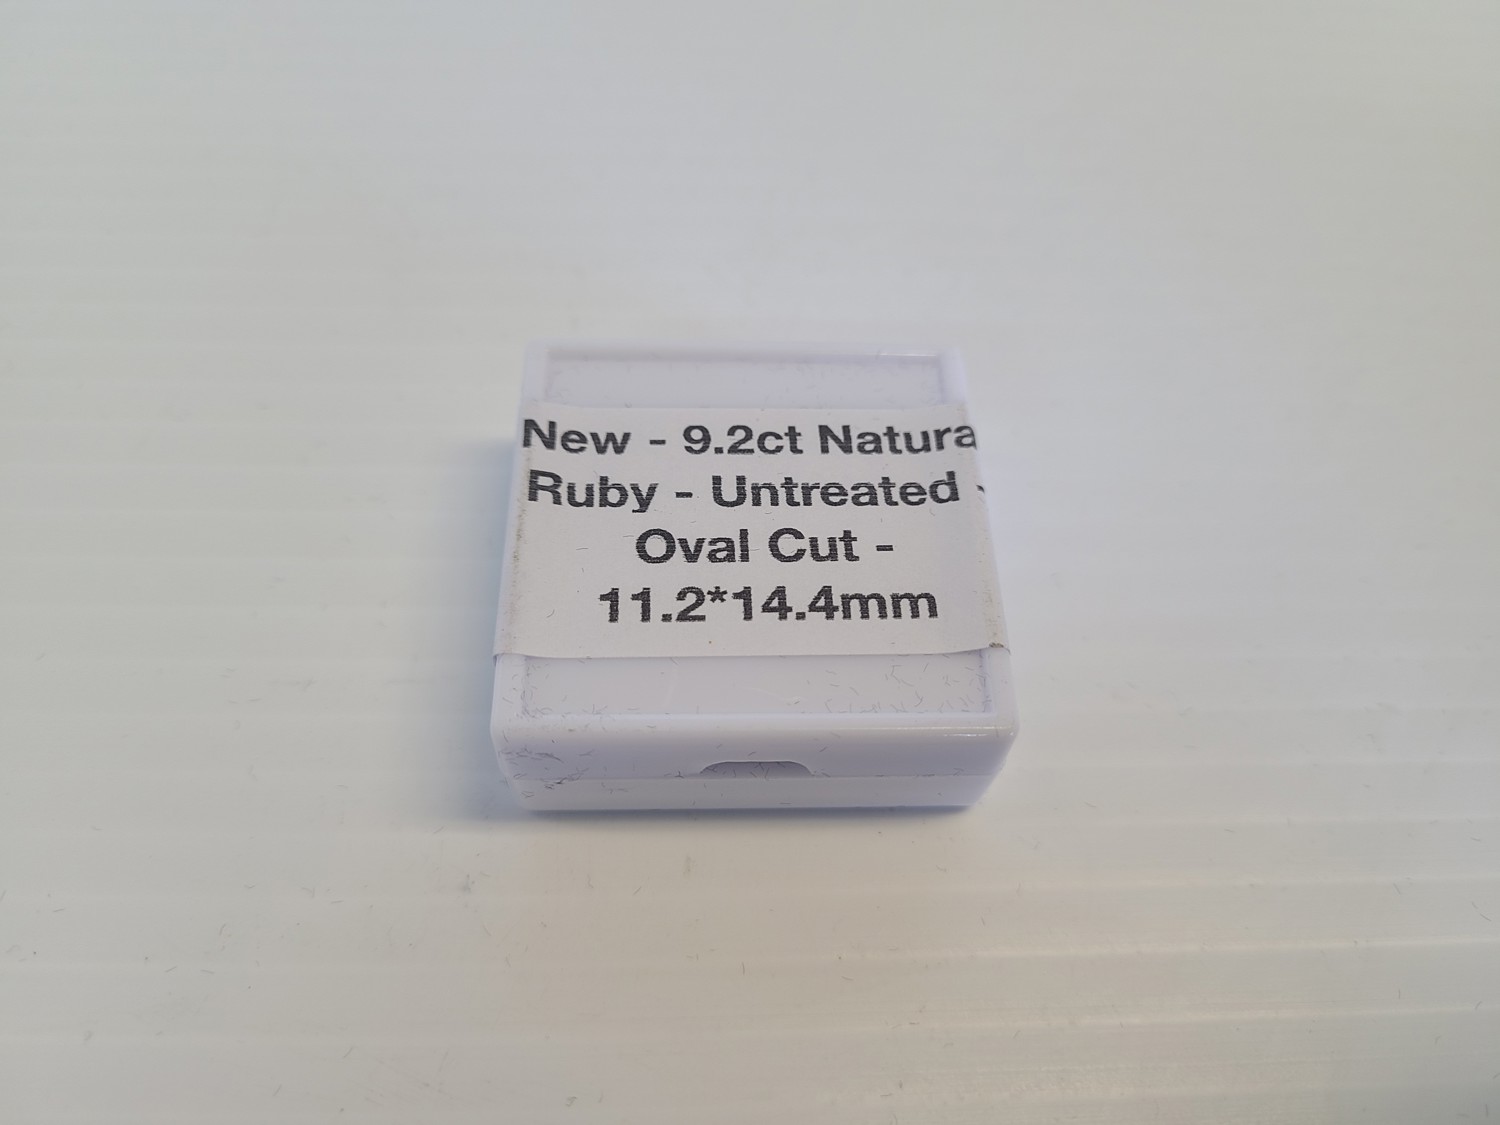 New - 9.2ct Natura
Ruby - Untreated -
Oval Cut -
11.2*14.4mm